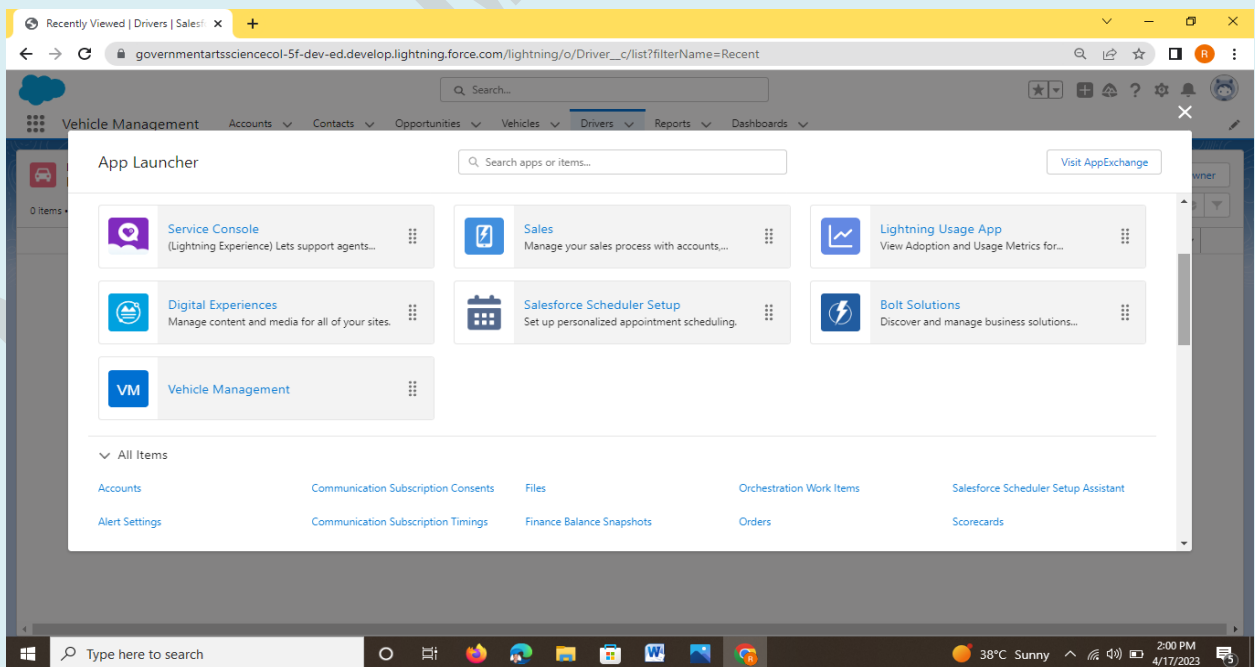 Recently Viewed | Drivers | Salesf
governmentartssciencecol-5f-dev-ed.develop.lightning.force.com/lightning/o/Driver__c/list?filterName=Recent
R
Search...
Vehicle Management Accounts Contacts Opportunities Vehicles Drivers Reports Dashboards
App Launcher
Search apps or items...
Visit AppExchange
wner
0 items •
Service Console
(Lightning Experience) Lets support agents...
Sales
Manage your sales process with accounts,...
Lightning Usage App
View Adoption and Usage Metrics for...
Digital Experiences
Manage content and media for all of your sites.
Salesforce Scheduler Setup
Set up personalized appointment scheduling.
Bolt Solutions
Discover and manage business solutions...
VM Vehicle Management
All Items
Accounts Communication Subscription Consents Files Orchestration Work Items Salesforce Scheduler Setup Assistant
Alert Settings Communication Subscription Timings Finance Balance Snapshots Orders Scorecards
Type here to search
38°C Sunny
2:00 PM
4/17/2023
5